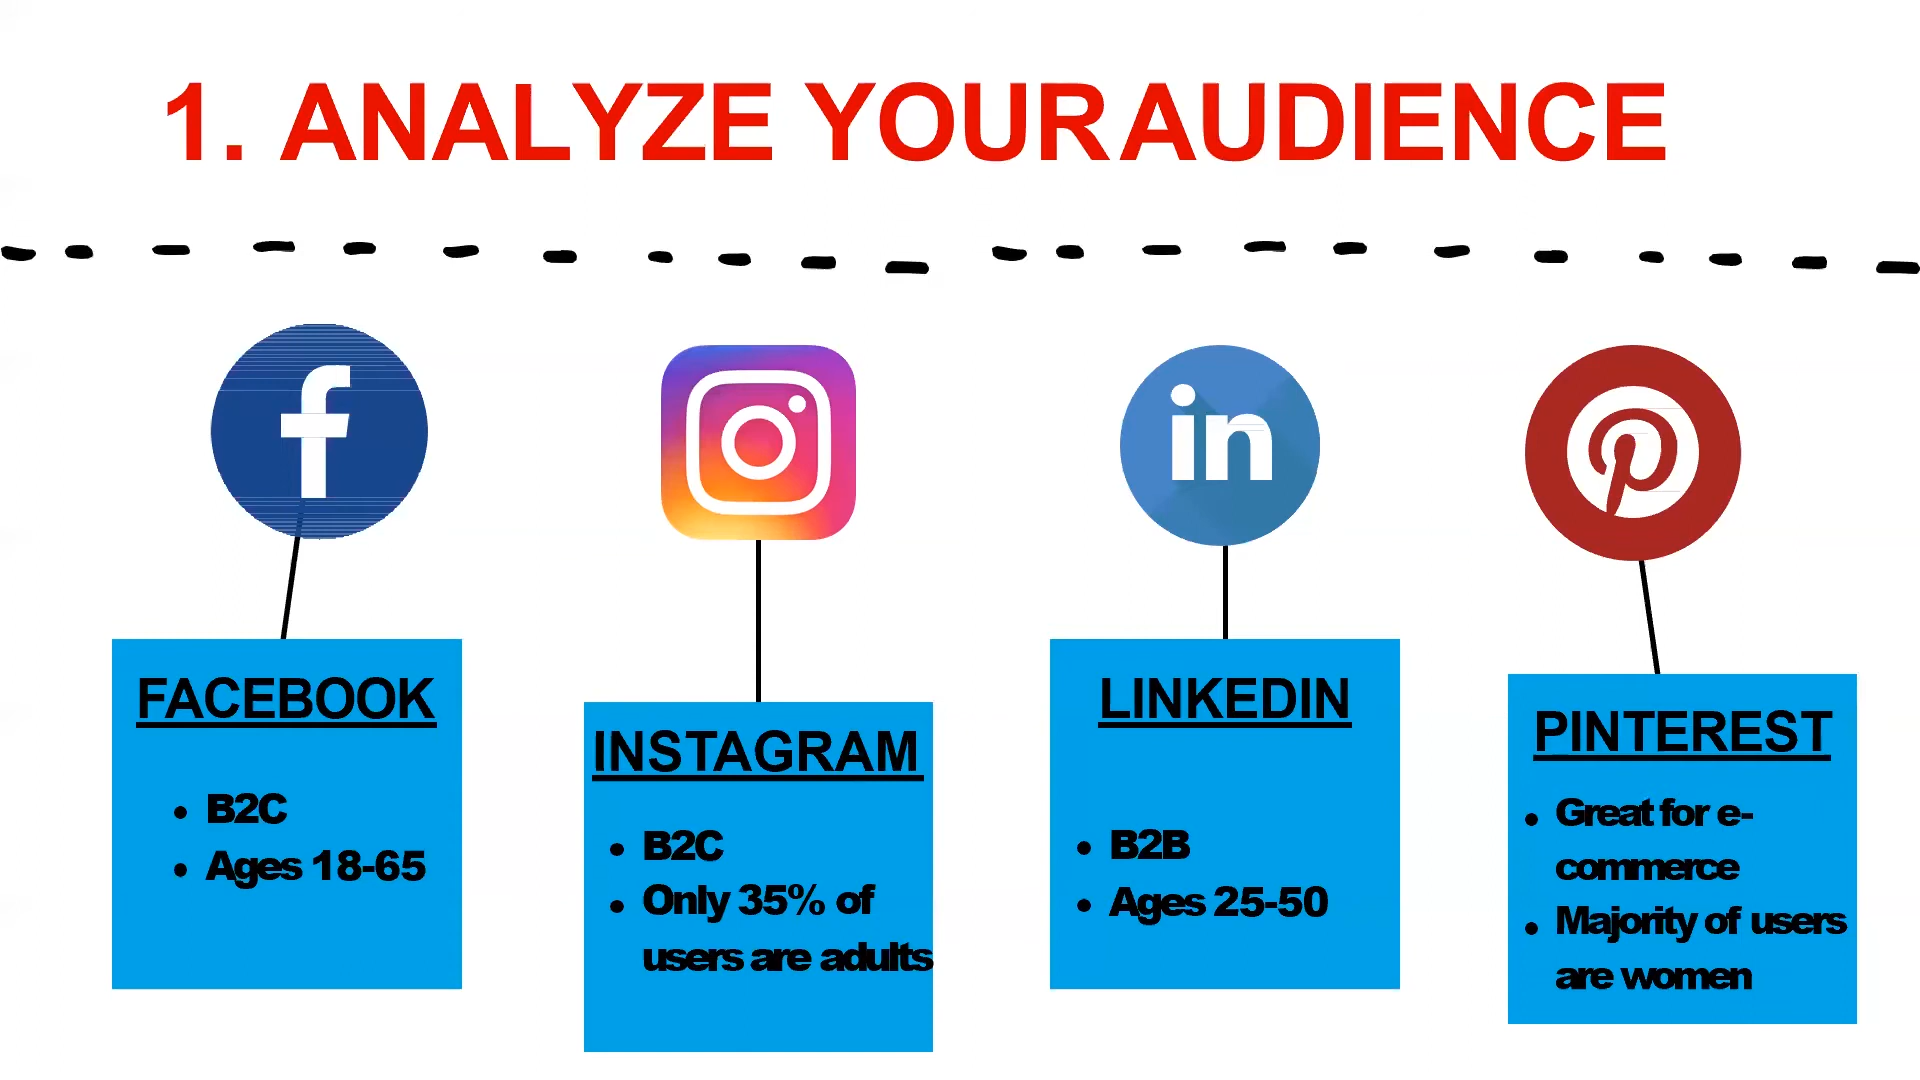 1. ANALYZE YOUR AUDIENCE
f
in
FACEBOOK
• B2C
• Ages 18-65
INSTAGRAM
• B2C
• Only 35% of
users are adults
LINKEDIN
• B2B
• Ages 25-50
PINTEREST
• Great for e-
commerce
• Majority of users
are women